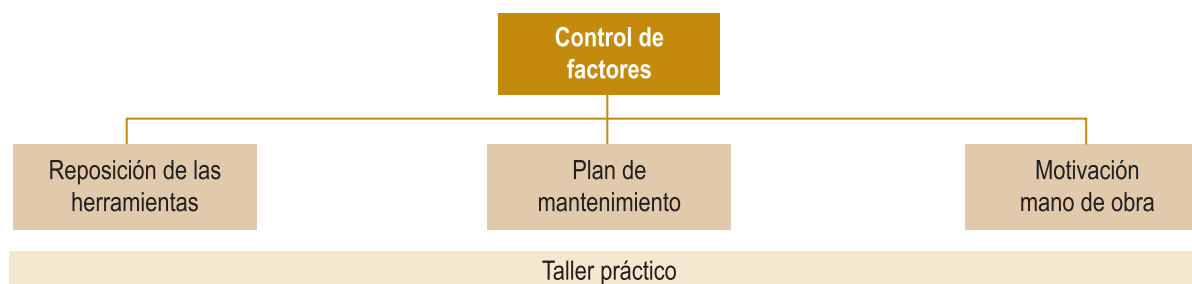 Control de
factores
Reposición de las
herramientas
Plan de
mantenimiento
Motivación
mano de obra
Taller práctico